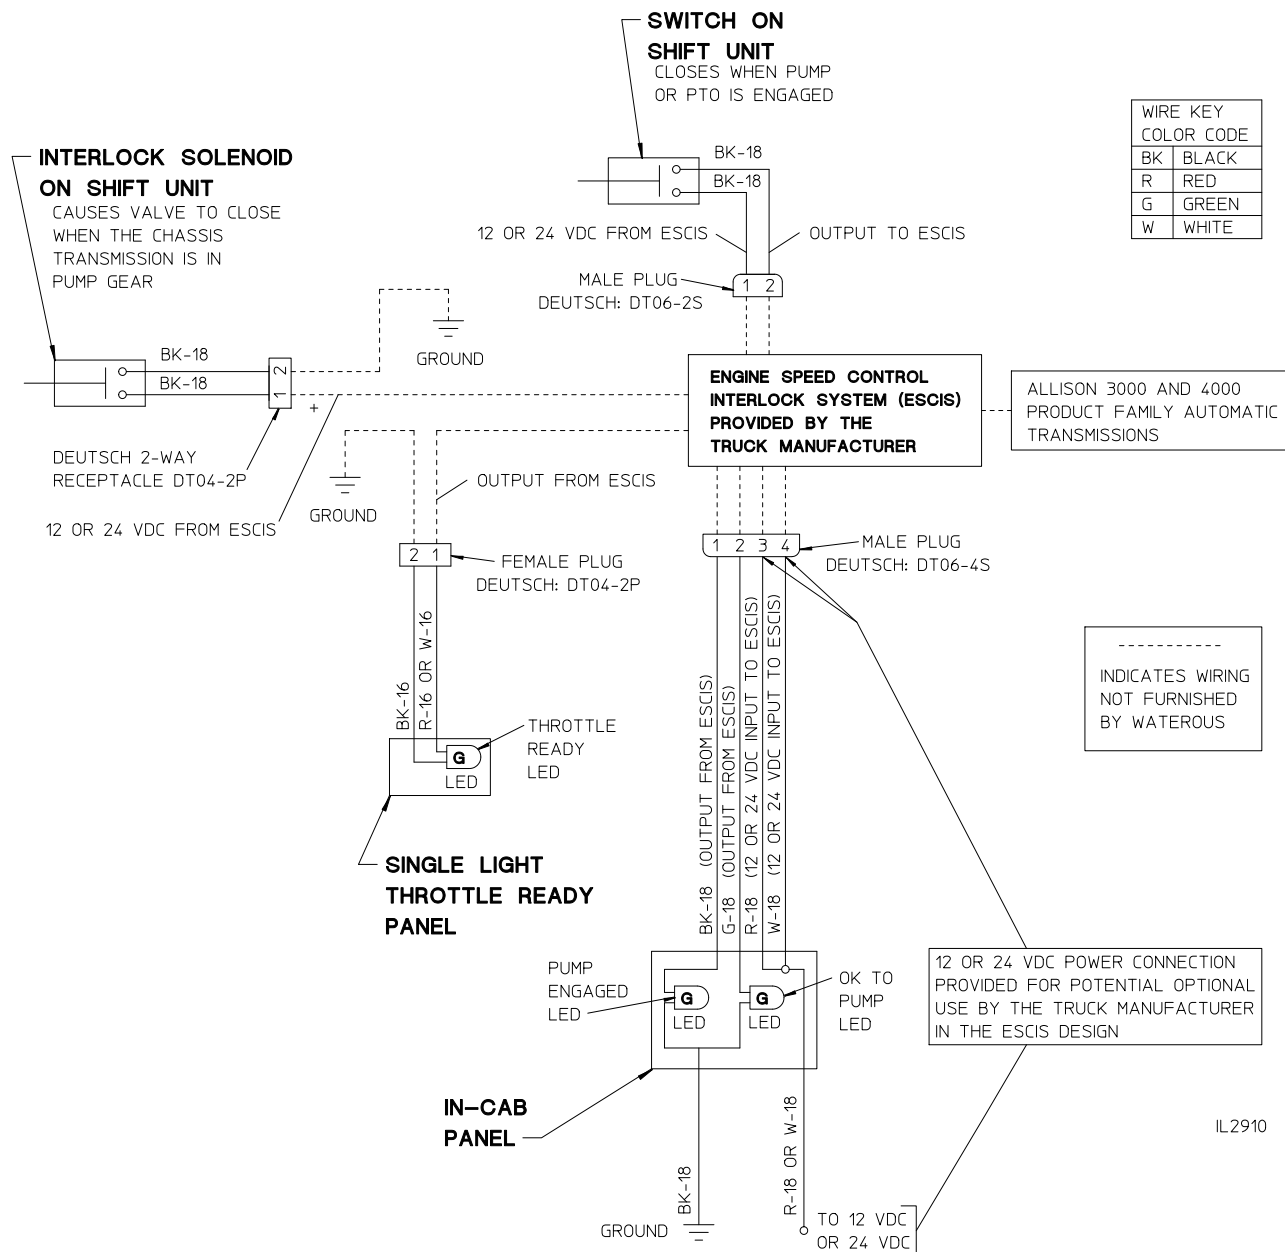 SWITCH ON
SHIFT UNIT
CLOSES WHEN PUMP
OR PTO IS ENGAGED
WIRE KEY
COLOR CODE
BK BLACK
R RED
G GREEN
W WHITE
INTERLOCK SOLENOID
ON SHIFT UNIT
CAUSES VALVE TO CLOSE
WHEN THE CHASSIS
TRANSMISSION IS IN
PUMP GEAR
BK-18
BK-18
12 OR 24 VDC FROM ESCIS
OUTPUT TO ESCIS
MALE PLUG
DEUTSCH: DT06-2S
1 2
GROUND
BK-18
BK-18
2
1
+
DEUTSCH 2-WAY
RECEPTACLE DT04-2P
12 OR 24 VDC FROM ESCIS
ENGINE SPEED CONTROL
INTERLOCK SYSTEM (ESCIS)
PROVIDED BY THE
TRUCK MANUFACTURER
ALLISON 3000 AND 4000
PRODUCT FAMILY AUTOMATIC
TRANSMISSIONS
GROUND
OUTPUT FROM ESCIS
2 1
FEMALE PLUG
DEUTSCH: DT04-2P
1 2 3 4
MALE PLUG
DEUTSCH: DT06-4S
BK-16
R-16 OR W-16
G
LED
THROTTLE
READY
LED
SINGLE LIGHT
THROTTLE READY
PANEL
BK-18 (OUTPUT FROM ESCIS)
G-18 (OUTPUT FROM ESCIS)
R-18 (12 OR 24 VDC INPUT TO ESCIS)
W-18 (12 OR 24 VDC INPUT TO ESCIS)
INDICATES WIRING
NOT FURNISHED
BY WATEROUS
PUMP
ENGAGED
LED
G
LED
G
LED
OK TO
PUMP
LED
12 OR 24 VDC POWER CONNECTION
PROVIDED FOR POTENTIAL OPTIONAL
USE BY THE TRUCK MANUFACTURER
IN THE ESCIS DESIGN
IN-CAB
PANEL
BK-18
R-18 OR W-18
GROUND
TO 12 VDC
OR 24 VDC
IL2910